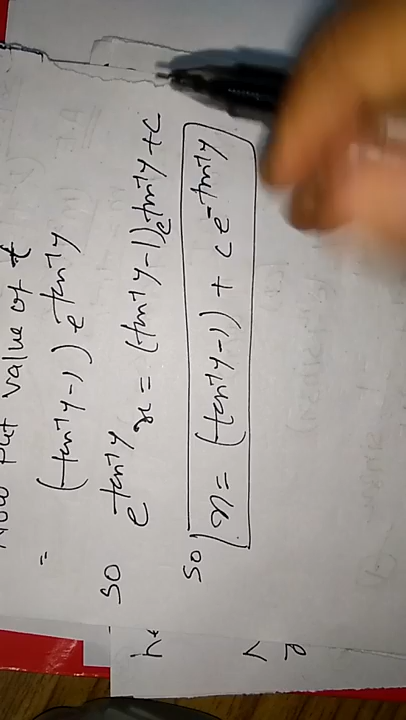 put value of t
= (tan⁻¹y-1) e^tan⁻¹y
so e^tan⁻¹y x = (tan⁻¹y-1) e^tan⁻¹y + c
so x = (tan⁻¹y-1) + c e^-tan⁻¹y